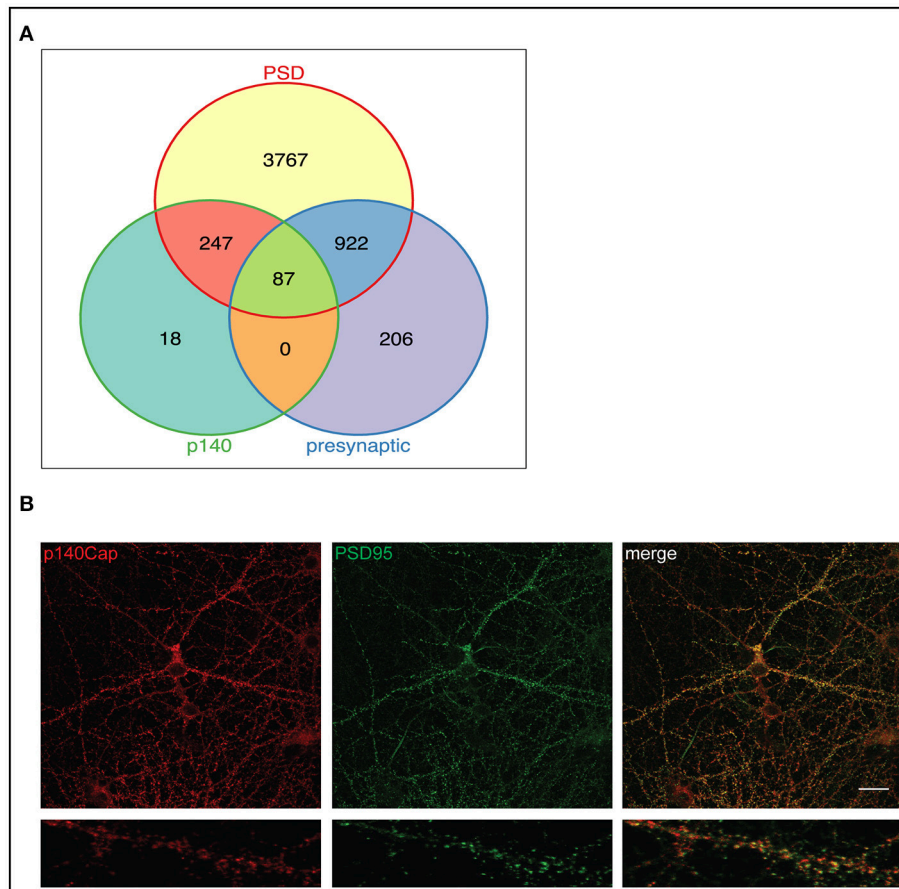 A
PSD
3767
247
922
87
18
0
206
p140
presynaptic
B
p140Cap
PSD95
merge